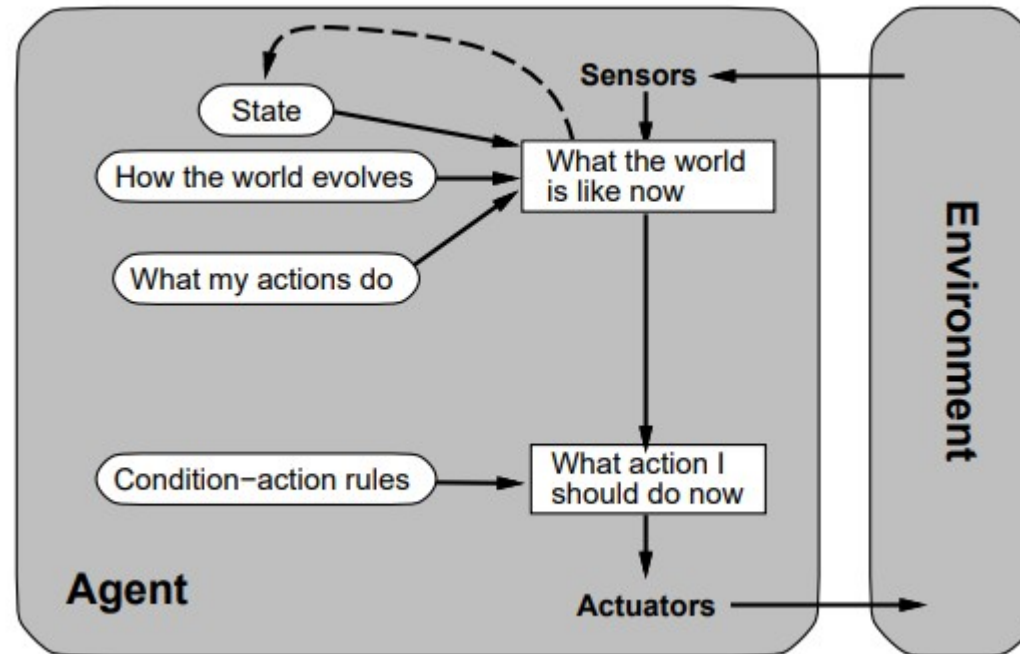 Sensors
State
What the world
is like now
How the world evolves
What my actions do
Environment
Condition−action rules
What action I
should do now
Agent
Actuators